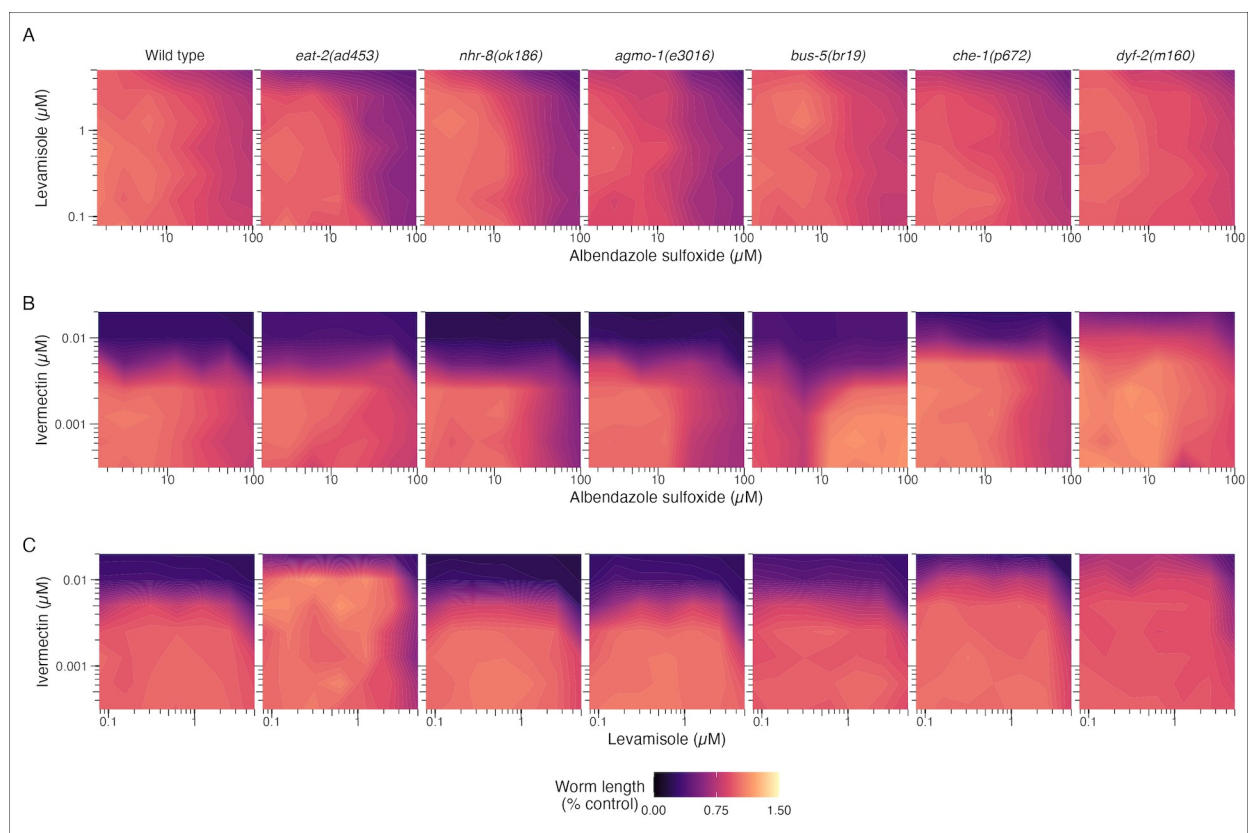 A
Wild type eat-2(ad453) nhr-8(ok186) agmo-1(e3016) bus-5(br19) che-1(p672) dyf-2(m160)
Levamisole (µM)
1
0.1
10 100 10 100 10 100 10 100 10 100 10 100 10 100
Albendazole sulfoxide (µM)
B
Ivermectin (µM)
0.01
0.001
10 100 10 100 10 100 10 100 10 100 10 100 10 100
Albendazole sulfoxide (µM)
C
Ivermectin (µM)
0.01
0.001
0.1 1 0.1 1 0.1 1 0.1 1 0.1 1 0.1 1 0.1 1
Levamisole (µM)
Worm length
(% control)
0.00 0.75 1.50